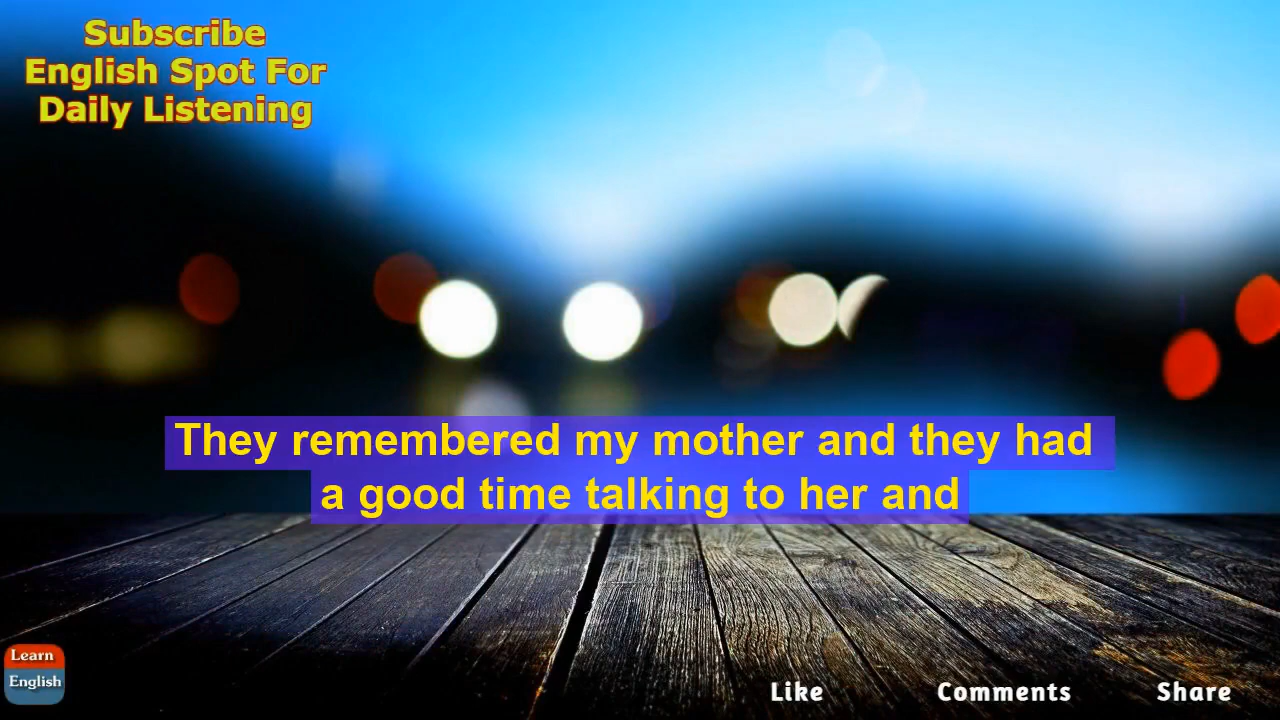 Subscribe
English Spot For
Daily Listening
They remembered my mother and they had
a good time talking to her and
Learn
English
Like
Comments
Share